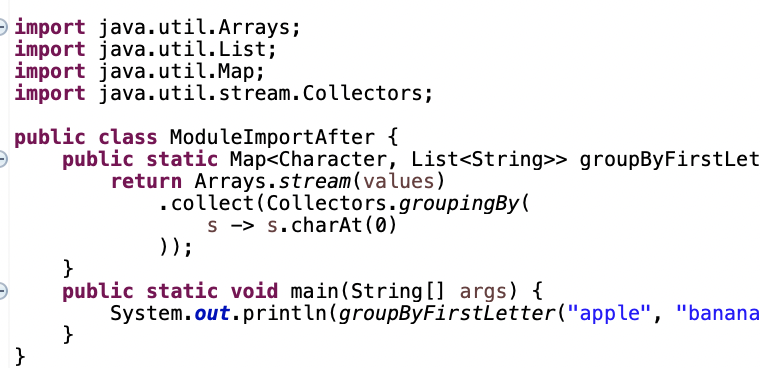 import java.util.Arrays;
import java.util.List;
import java.util.Map;
import java.util.stream.Collectors;
public class ModuleImportAfter {
public static Map<Character, List<String>> groupByFirstLet
return Arrays.stream(values)
.collect(Collectors.groupingBy(
s -> s.charAt(0)
));
}
public static void main(String[] args) {
System.out.println(groupByFirstLetter("apple", "banana
}
}